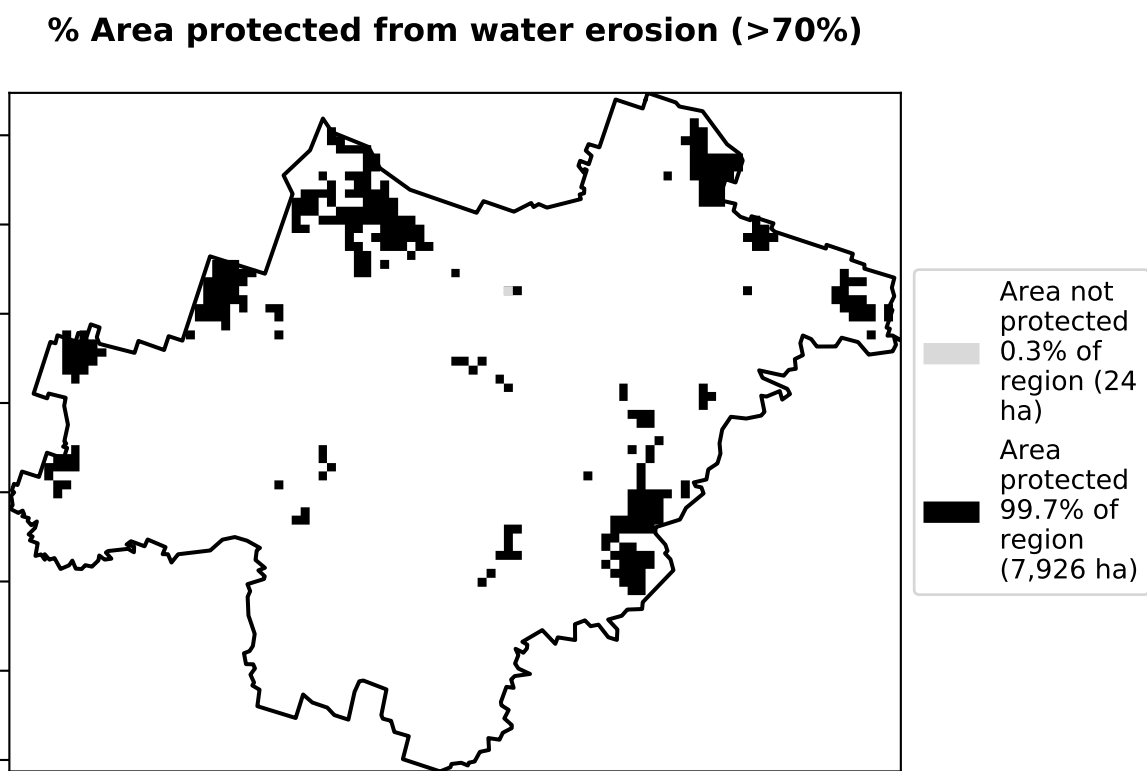 % Area protected from water erosion (>70%)
Area not
protected
0.3% of
region (24
ha)
Area
protected
99.7% of
region
(7,926 ha)